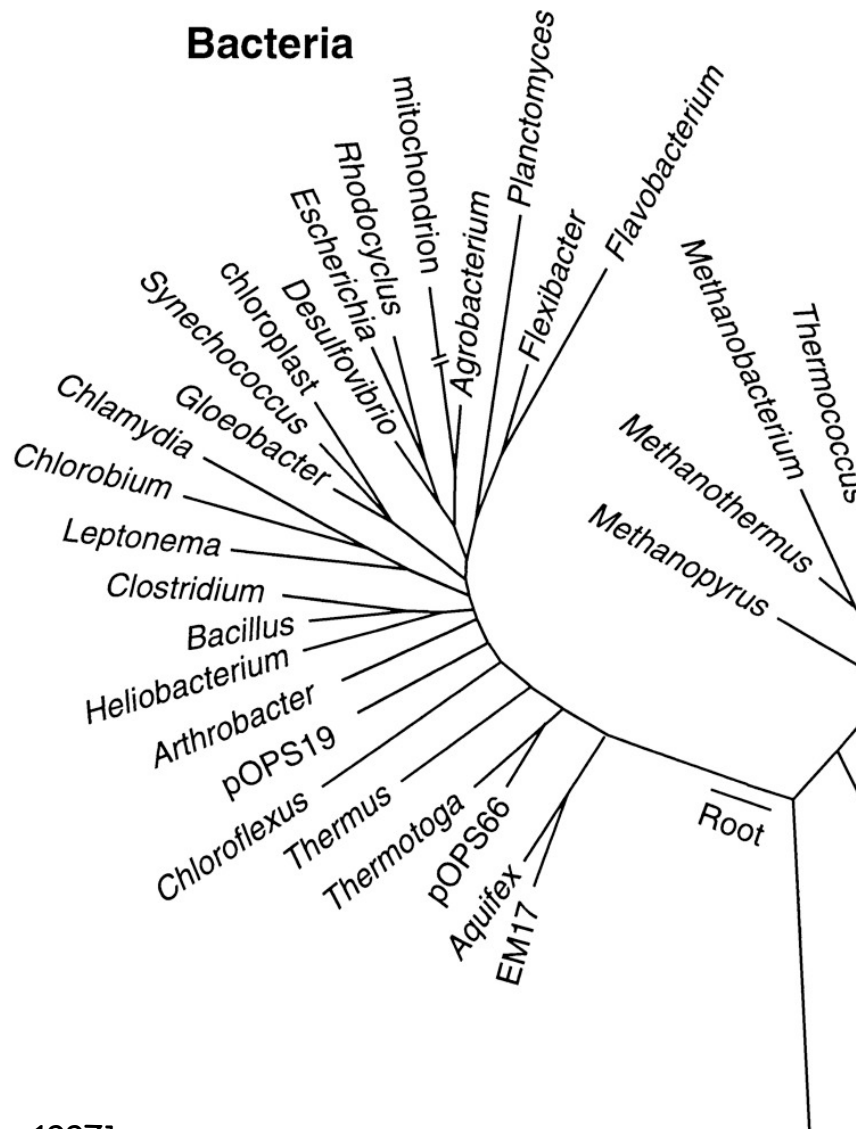 Bacteria
mitochondrion
Planctomyces
Flavobacterium
Rhodocyclus
Escherichia
Agrobacterium
Flexibacter
chloroplast
Desulfovibrio
Synechococcus
Gloeobacter
Chlamydia
Chlorobium
Leptonema
Clostridium
Bacillus
Heliobacterium
Arthrobacter
pOPS19
Chloroflexus
Thermus
Thermotoga
pOPS66
Aquifex
EM17
Methanobacterium
Thermococcus
Methanothermus
Methanopyrus
Root